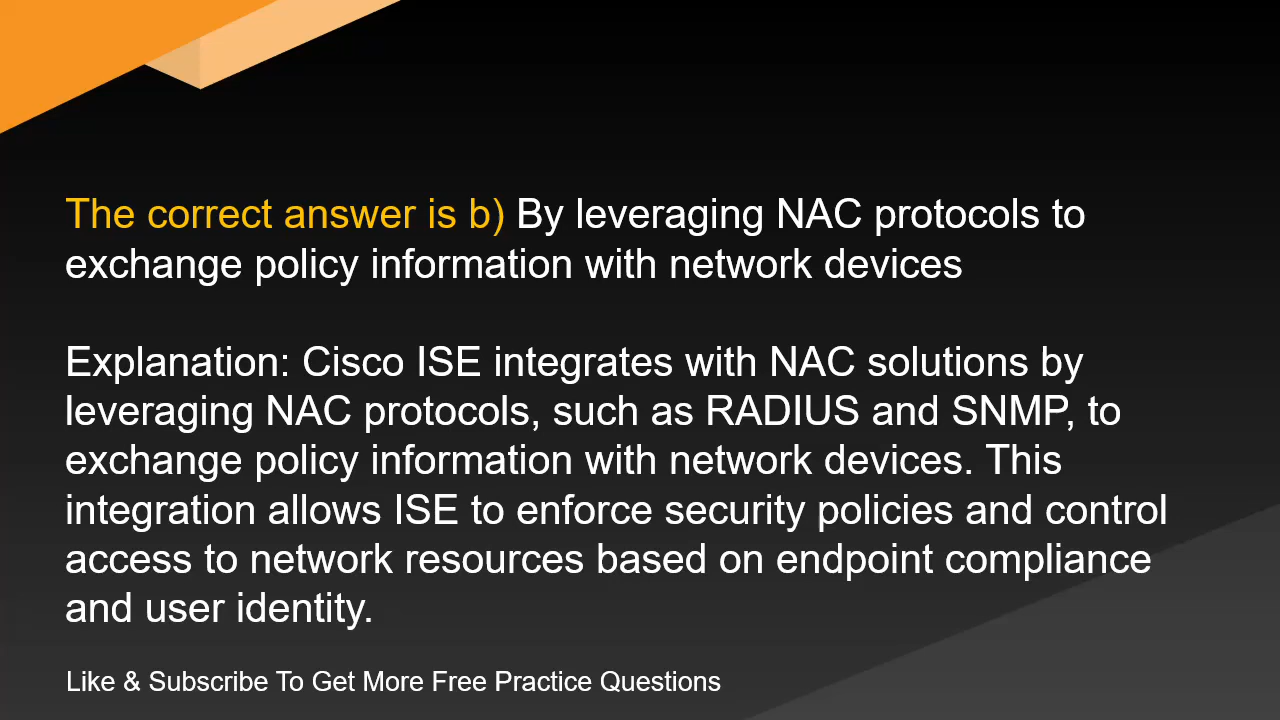 The correct answer is b) By leveraging NAC protocols to
exchange policy information with network devices
Explanation: Cisco ISE integrates with NAC solutions by
leveraging NAC protocols, such as RADIUS and SNMP, to
exchange policy information with network devices. This
integration allows ISE to enforce security policies and control
access to network resources based on endpoint compliance
and user identity.
Like & Subscribe To Get More Free Practice Questions